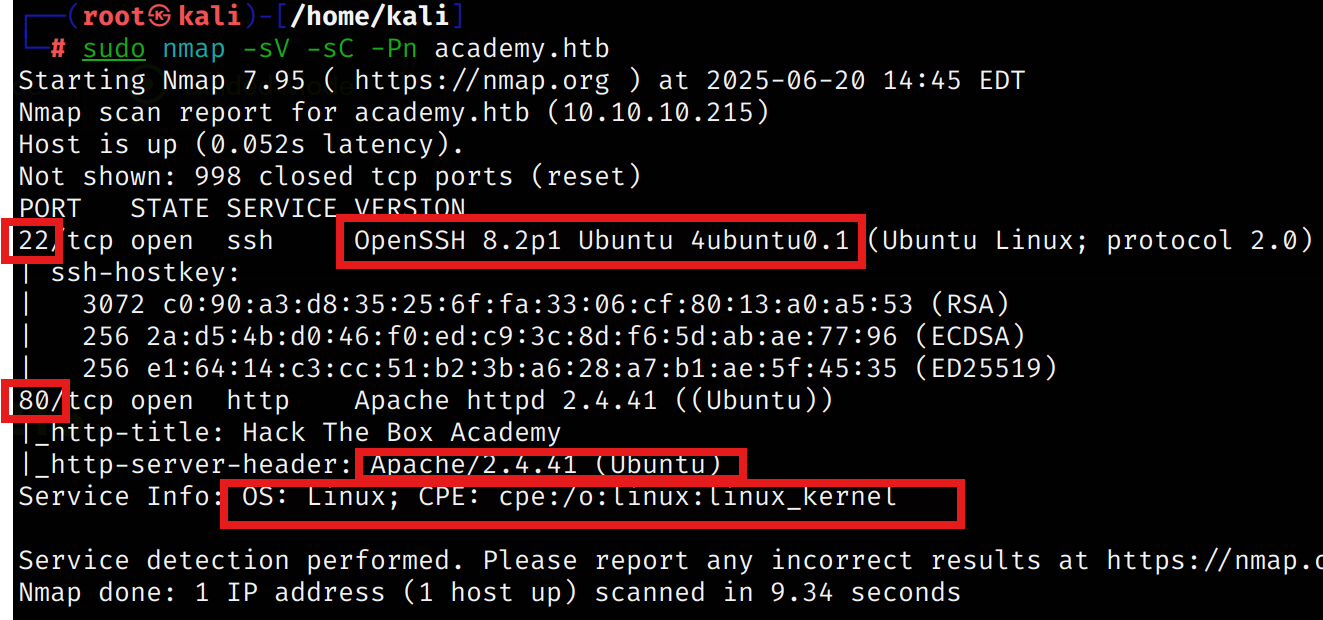 ┌──(root㉿kali)-[/home/kali]
└─# sudo nmap -sV -sC -Pn academy.htb
Starting Nmap 7.95 ( https://nmap.org ) at 2025-06-20 14:45 EDT
Nmap scan report for academy.htb (10.10.10.215)
Host is up (0.052s latency).
Not shown: 998 closed tcp ports (reset)
PORT   STATE SERVICE VERSION
22/tcp open  ssh     OpenSSH 8.2p1 Ubuntu 4ubuntu0.1 (Ubuntu Linux; protocol 2.0)
| ssh-hostkey:
|   3072 c0:90:a3:d8:35:25:6f:fa:33:06:cf:80:13:a0:a5:53 (RSA)
|   256 2a:d5:4b:d0:46:f0:ed:c9:3c:8d:f6:5d:ab:ae:77:96 (ECDSA)
|   256 e1:64:14:c3:cc:51:b2:3b:a6:28:a7:b1:ae:5f:45:35 (ED25519)
80/tcp open  http    Apache httpd 2.4.41 ((Ubuntu))
|_http-title: Hack The Box Academy
|_http-server-header: Apache/2.4.41 (Ubuntu)
Service Info: OS: Linux; CPE: cpe:/o:linux:linux_kernel
Service detection performed. Please report any incorrect results at https://nmap.o
Nmap done: 1 IP address (1 host up) scanned in 9.34 seconds